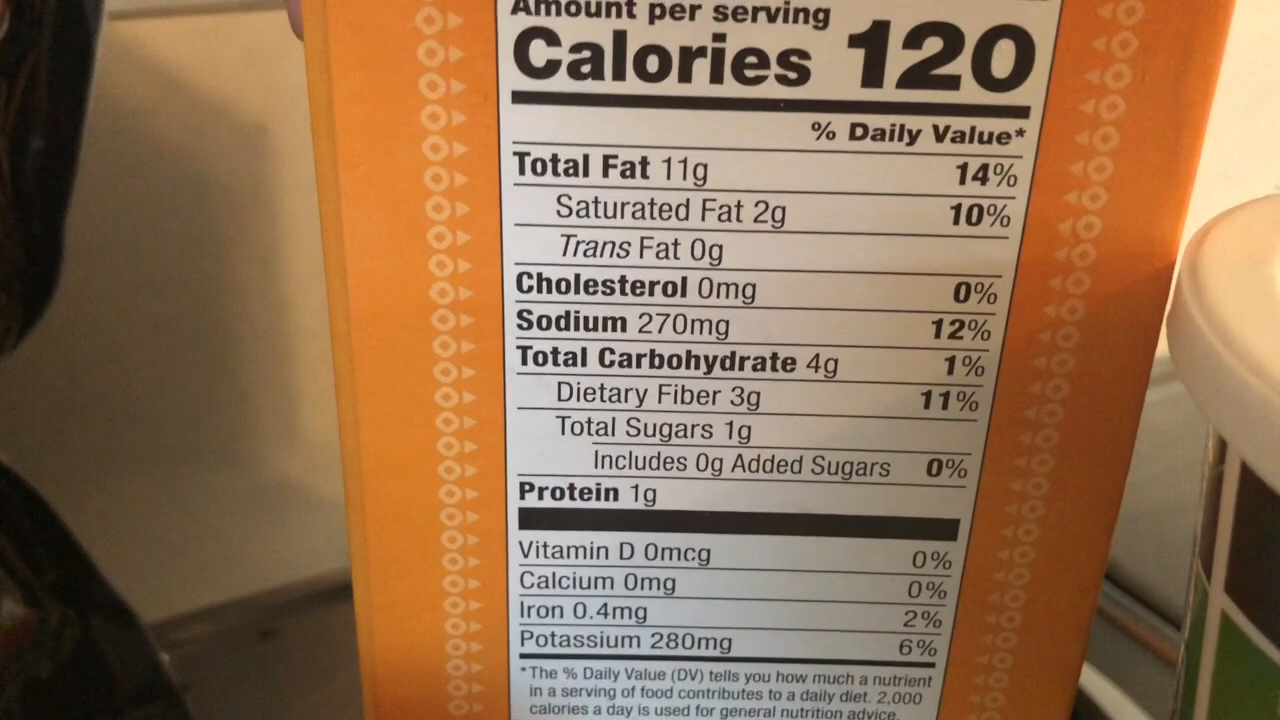 Amount per serving
Calories 120
% Daily Value*
Total Fat 11g 14%
Saturated Fat 2g 10%
Trans Fat 0g
Cholesterol 0mg 0%
Sodium 270mg 12%
Total Carbohydrate 4g 1%
Dietary Fiber 3g 11%
Total Sugars 1g
Includes 0g Added Sugars 0%
Protein 1g
Vitamin D 0mcg 0%
Calcium 0mg 0%
Iron 0.4mg 2%
Potassium 280mg 6%
*The % Daily Value (DV) tells you how much a nutrient
in a serving of food contributes to a daily diet. 2,000
calories a day is used for general nutrition advice.